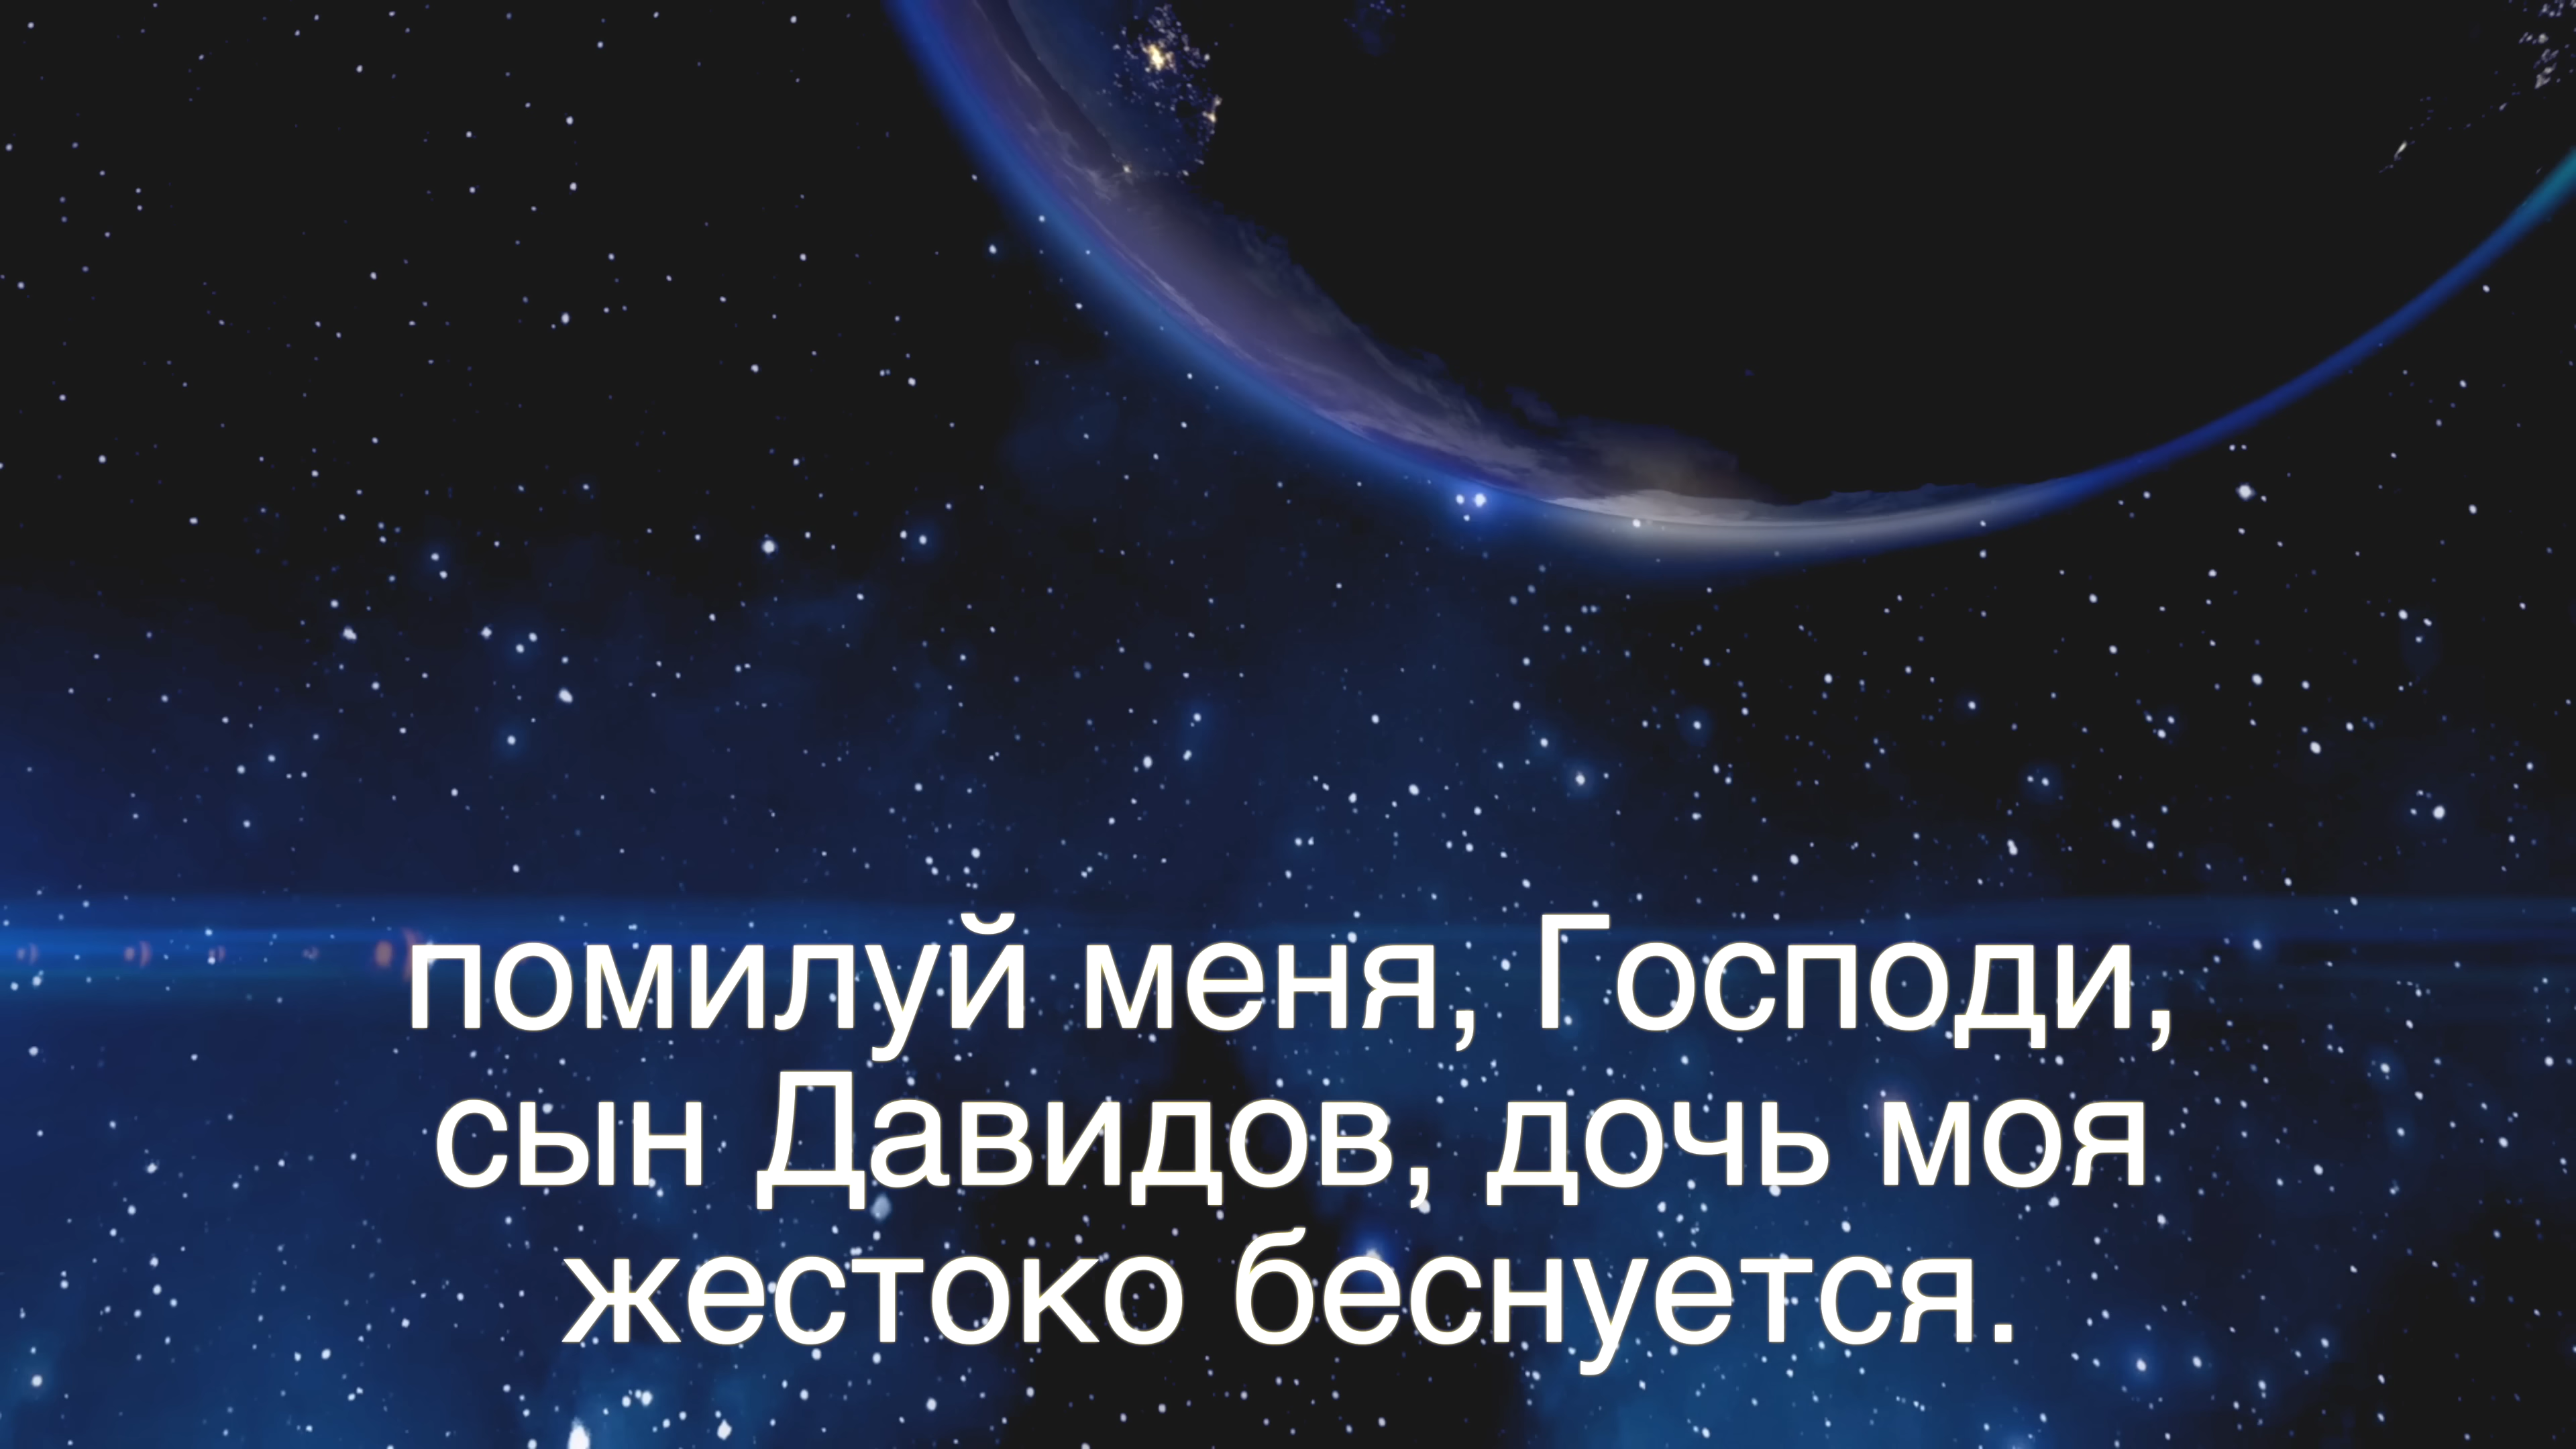 помилуй меня, Господи,
сын Давидов, дочь моя
жестоко беснуется.